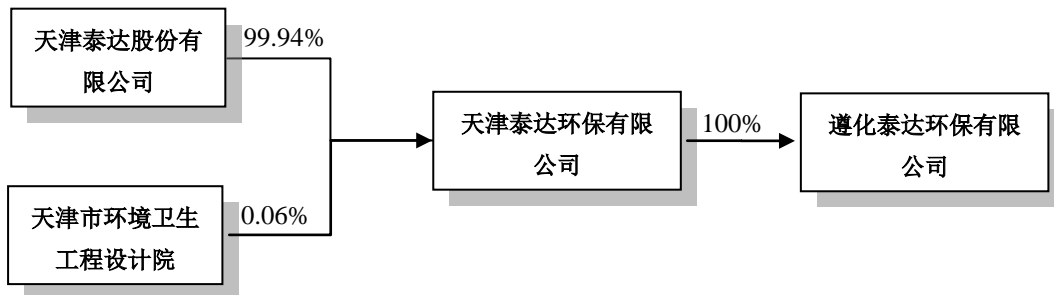 天津泰达股份有
限公司
99.94%
天津市环境卫生
工程设计院
0.06%
天津泰达环保有限
公司
100%
遵化泰达环保有限
公司